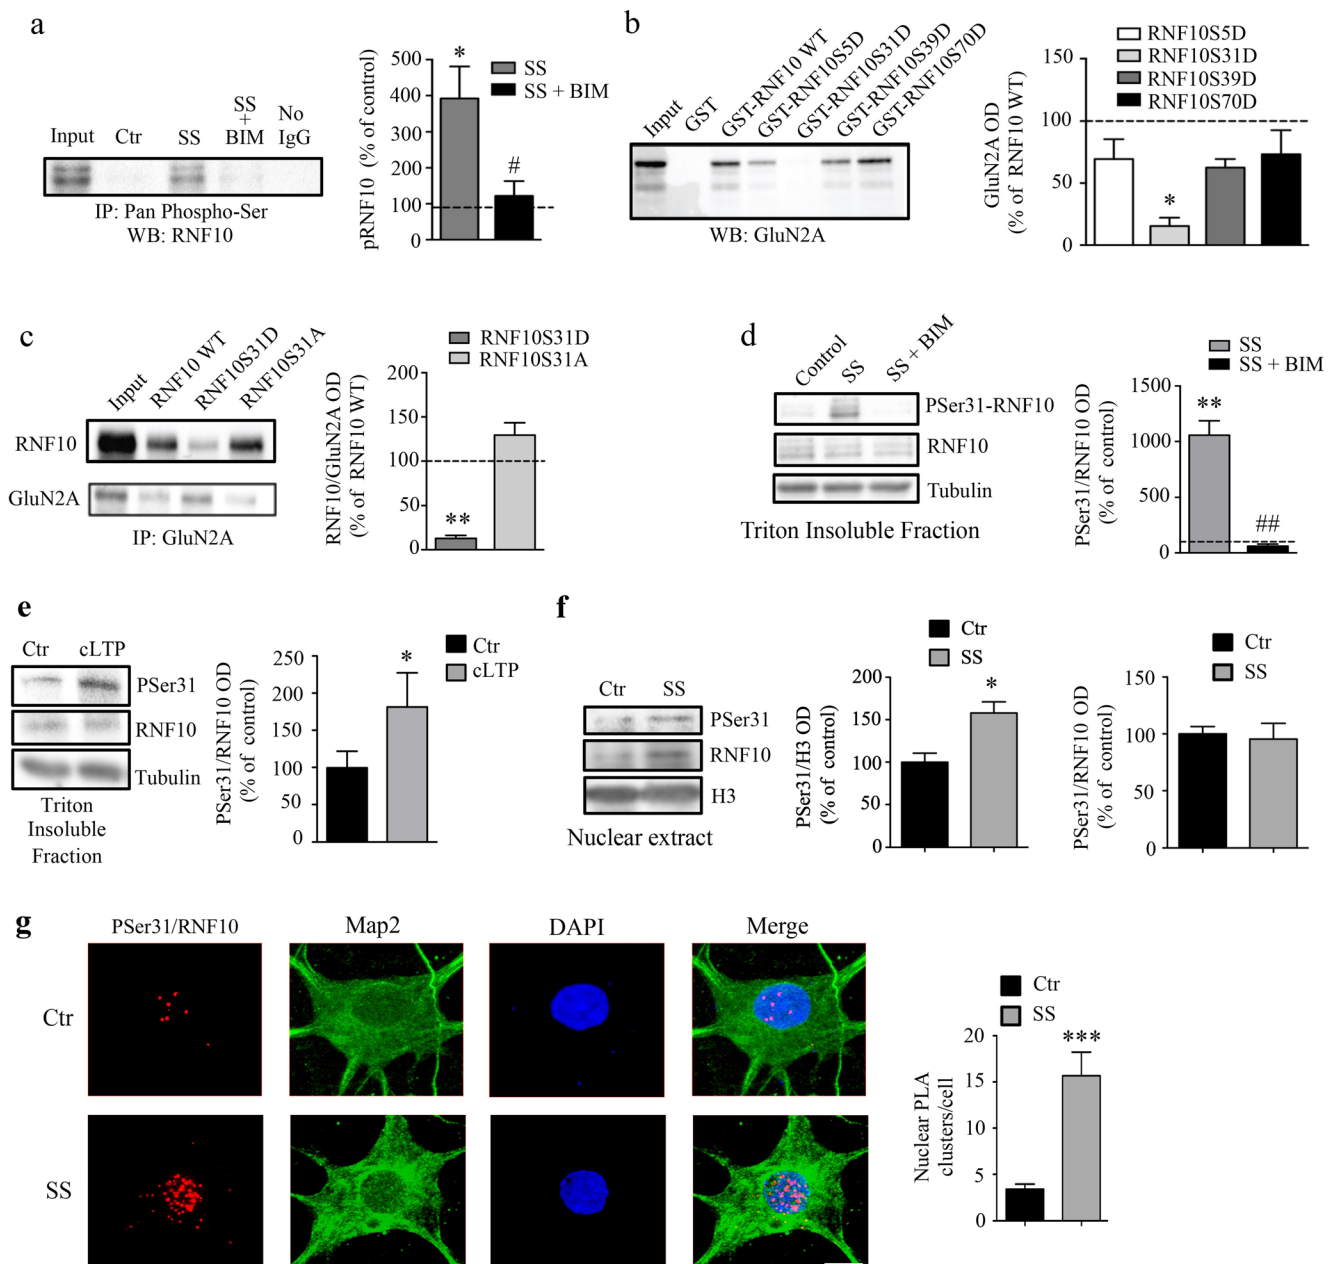 a
Input
Ctr
SS
SS
+
BIM
No
IgG
IP: Pan Phospho-Ser
WB: RNF10
pRNF10 (% of control)
500
400
500
200
100
0
*
#
SS
SS + BIM
b
Input
GST
GST-RNF10 WT
GST-RNF10S5D
GST-RNF10S31D
GST-RNF10S39D
GST-RNF10S70D
WB: GluN2A
RNF10S5D
RNF10S31D
RNF10S39D
RNF10S70D
GluN2A OD
(% of RNF10 WT)
150
100
50
0
*
c
Input
RNF10 WT
RNF10S31D
RNF10S31A
RNF10
GluN2A
IP: GluN2A
RNF10S31D
RNF10S31A
RNF10/GluN2A OD
(% of RNF10 WT)
200
150
100
50
0
**
d
Control
SS
SS + BIM
PSer31-RNF10
RNF10
Tubulin
Triton Insoluble Fraction
SS
SS + BIM
PSer31/RNF10 OD
(% of control)
1500
1000
500
0
**
##
e
Ctr
cLTP
PSer31
RNF10
Tubulin
Triton
Insoluble
Fraction
PSer31/RNF10 OD
(% of control)
250
200
150
100
50
0
*
Ctr
cLTP
f
Ctr
SS
PSer31
RNF10
H3
Nuclear extract
Ctr
SS
PSer31/H3 OD
(% of control)
200
150
100
50
0
*
Ctr
SS
PSer31/RNF10 OD
(% of control)
150
100
50
0
g
PSer31/RNF10
Map2
DAPI
Merge
Ctr
SS
Ctr
SS
Nuclear PLA
clusters/cell
20
15
10
5
0
***